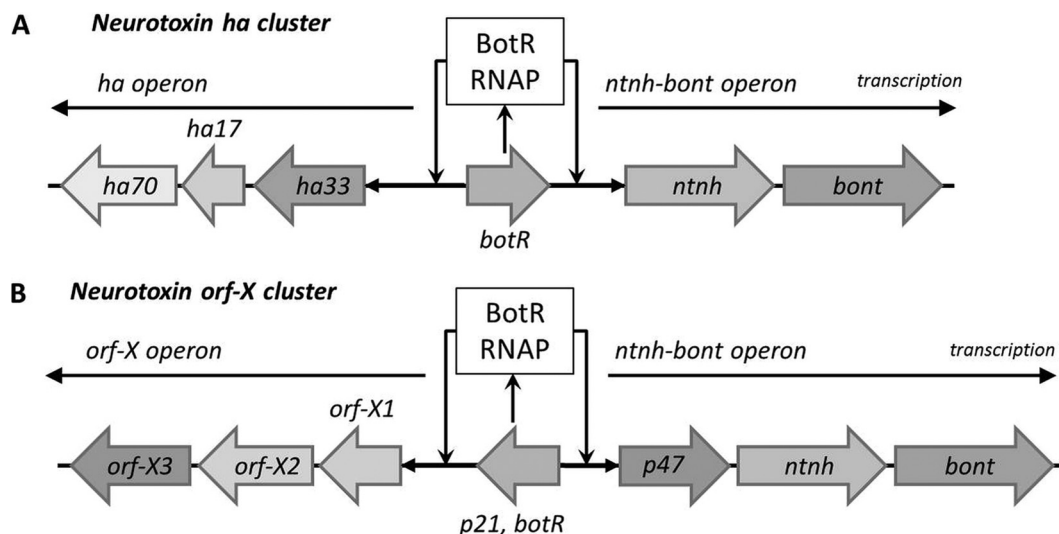 A
Neurotoxin ha cluster
BotR
RNAP
ha operon
ntnh-bont operon
transcription
ha17
ha70
ha33
ntnh
bont
botR
B
Neurotoxin orf-X cluster
BotR
RNAP
orf-X operon
ntnh-bont operon
transcription
orf-X1
orf-X3
orf-X2
p47
ntnh
bont
p21, botR